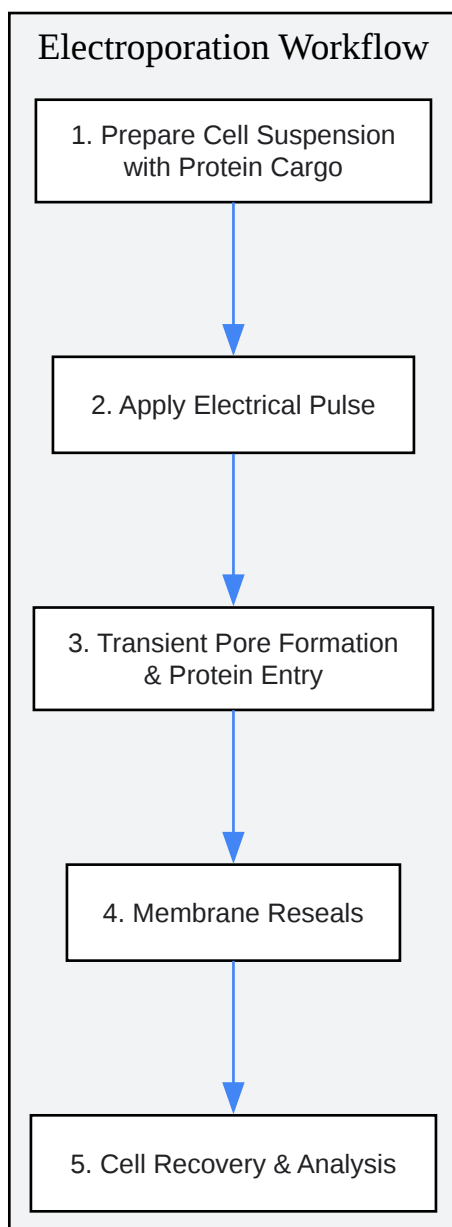 Electroporation Workflow
1. Prepare Cell Suspension
with Protein Cargo
2. Apply Electrical Pulse
3. Transient Pore Formation
& Protein Entry
4. Membrane Reseals
5. Cell Recovery & Analysis